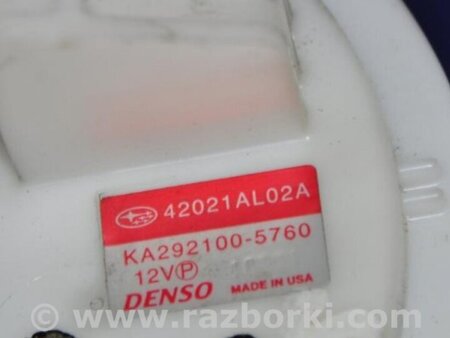 42021AL02A
KA292100-5760
12V Ⓟ
DENSO MADE IN USA
© www.razborki.com